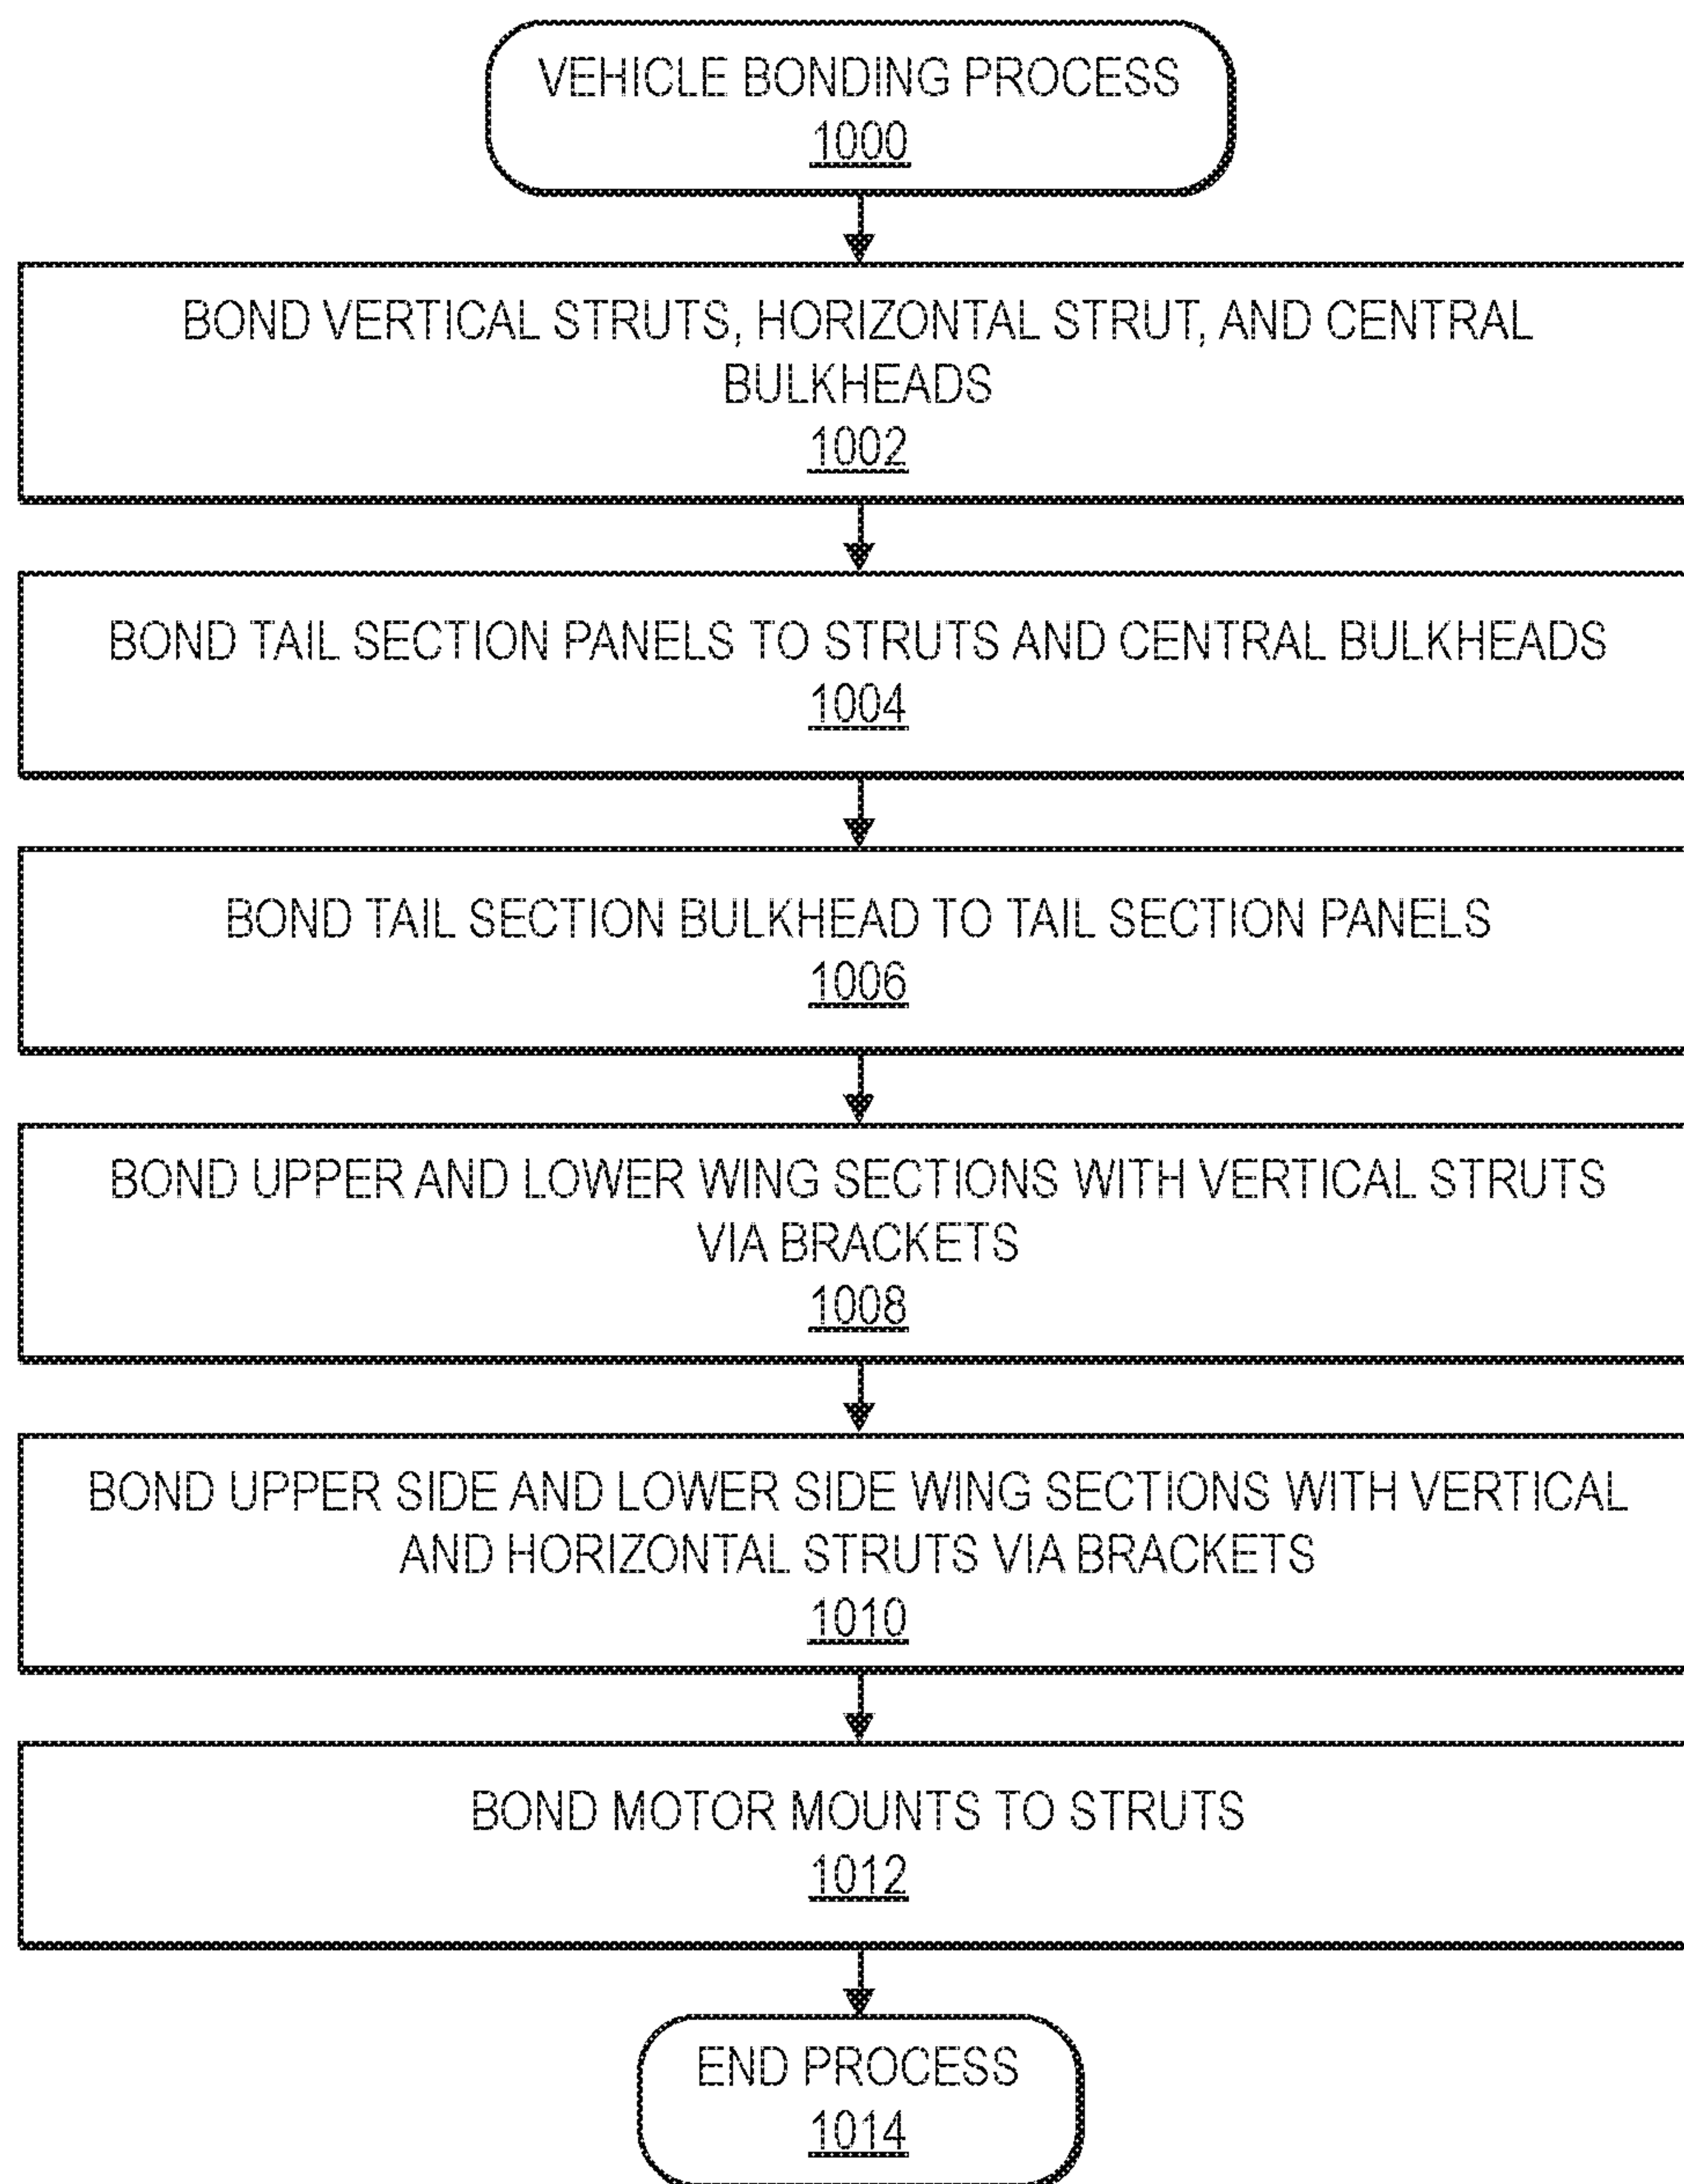 VEHICLE BONDING PROCESS
1000
BOND VERTICAL STRUTS, HORIZONTAL STRUT, AND CENTRAL
BULKHEADS
1002
BOND TAIL SECTION PANELS TO STRUTS AND CENTRAL BULKHEADS
1004
BOND TAIL SECTION BULKHEAD TO TAIL SECTION PANELS
1006
BOND UPPER AND LOWER WING SECTIONS WITH VERTICAL STRUTS
VIA BRACKETS
1008
BOND UPPER SIDE AND LOWER SIDE WING SECTIONS WITH VERTICAL
AND HORIZONTAL STRUTS VIA BRACKETS
1010
BOND MOTOR MOUNTS TO STRUTS
1012
END PROCESS
1014